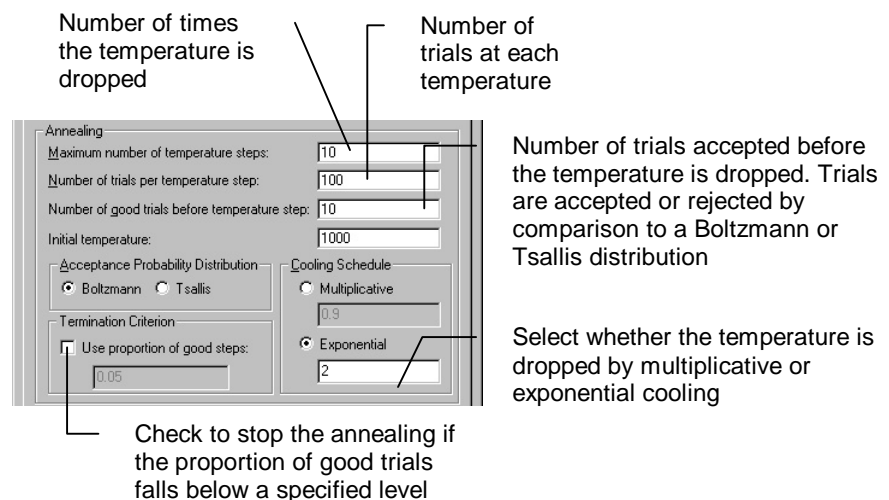 Number of times
the temperature is
dropped
Number of
trials at each
temperature
Annealing
Maximum number of temperature steps:
10
Number of trials per temperature step:
100
Number of good trials before temperature step:
10
Initial temperature:
1000
Acceptance Probability Distribution
Boltzmann
Tsallis
Termination Criterion
Use proportion of good steps:
0.05
Cooling Schedule
Multiplicative
0.9
Exponential
2
Number of trials accepted before
the temperature is dropped. Trials
are accepted or rejected by
comparison to a Boltzmann or
Tsallis distribution
Select whether the temperature is
dropped by multiplicative or
exponential cooling
Check to stop the annealing if
the proportion of good trials
falls below a specified level